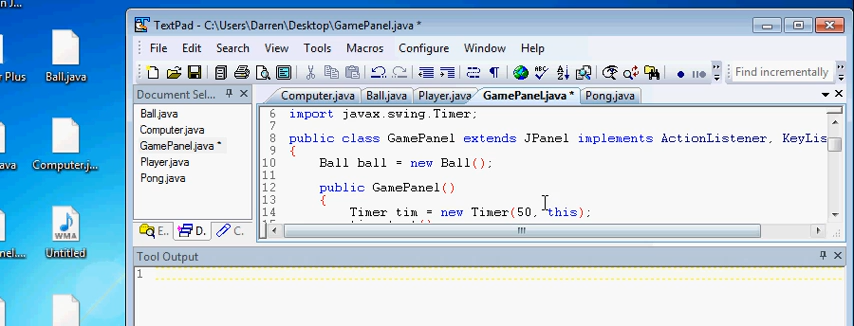 TextPad - C:\Users\Darren\Desktop\GamePanel.java *
File Edit Search View Tools Macros Configure Window Help
Find incrementally
Document Sel...
Computer.java Ball.java Player.java GamePanel.java * Pong.java
Ball.java
Computer.java
GamePanel.java *
Player.java
Pong.java
E.. D. C.
6 import javax.swing.Timer;
7
8 public class GamePanel extends JPanel implements ActionListener, KeyLis
9 {
10 Ball ball = new Ball();
11
12 public GamePanel()
13 {
14 Timer tim = new Timer(50, this);
Tool Output
1
r Plus
Ball.java
ava
Computer.j...
WMA
nel....
Untitled